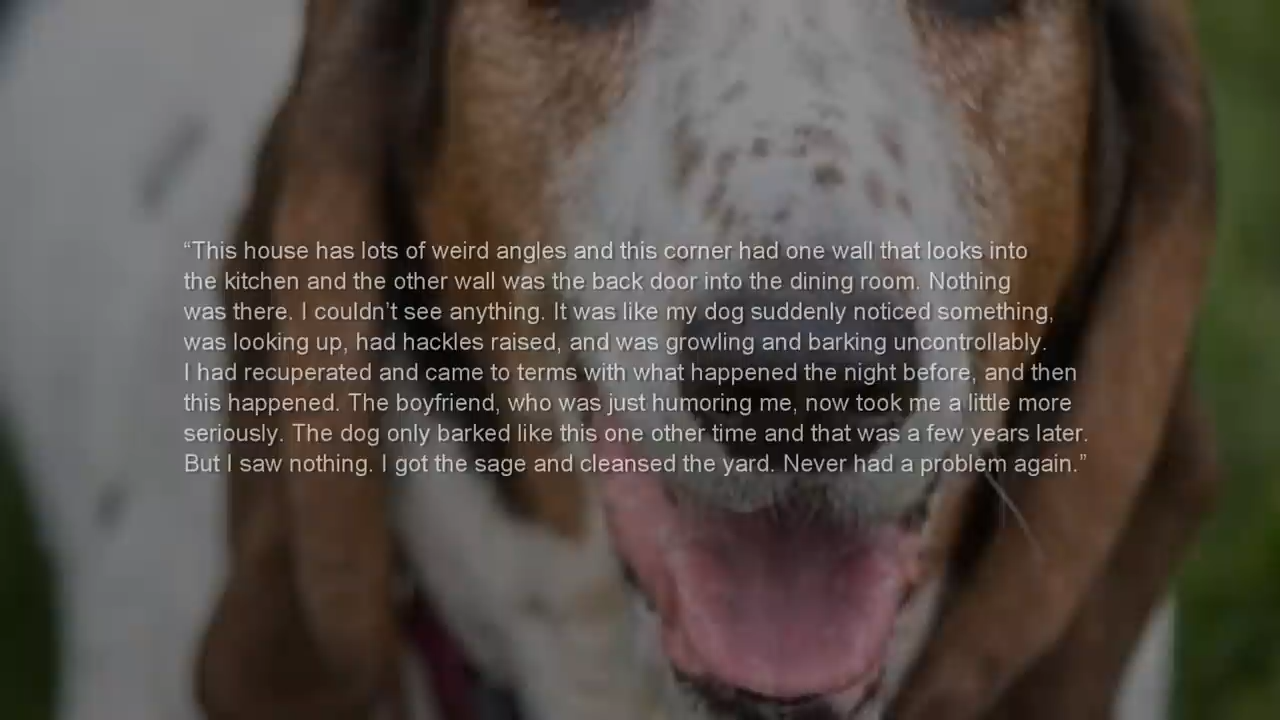 “This house has lots of weird angles and this corner had one wall that looks into
the kitchen and the other wall was the back door into the dining room. Nothing
was there. I couldn’t see anything. It was like my dog suddenly noticed something,
was looking up, had hackles raised, and was growling and barking uncontrollably.
I had recuperated and came to terms with what happened the night before, and then
this happened. The boyfriend, who was just humoring me, now took me a little more
seriously. The dog only barked like this one other time and that was a few years later.
But I saw nothing. I got the sage and cleansed the yard. Never had a problem again.”